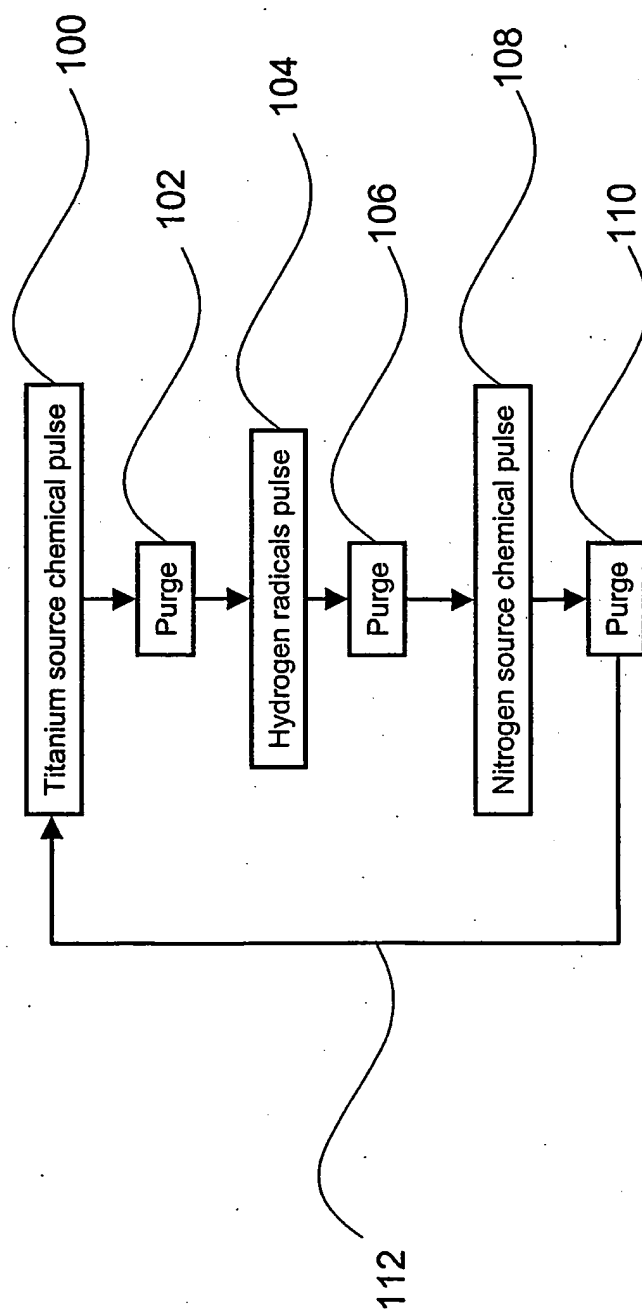 Titanium source chemical pulse
100
Purge
102
Hydrogen radicals pulse
104
Purge
106
Nitrogen source chemical pulse
108
Purge
110
112